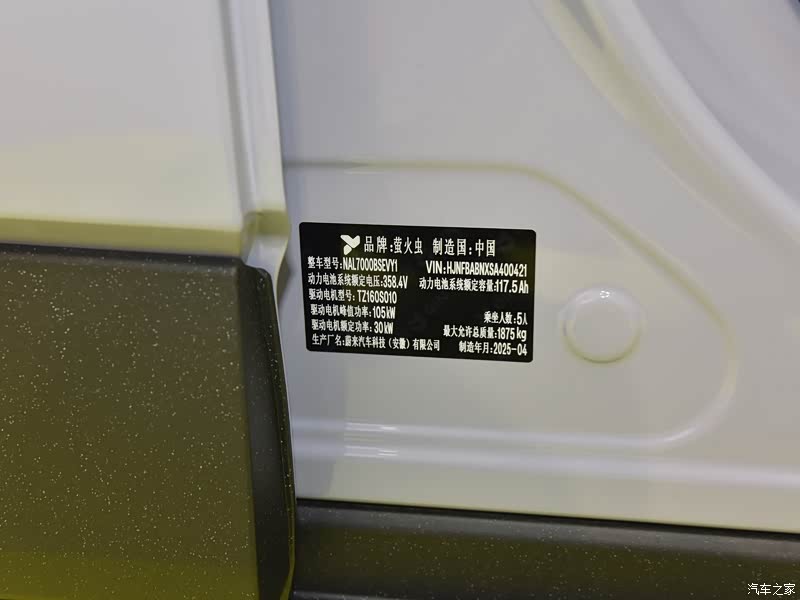 品牌:萤火虫 制造国:中国
整车型号:NAL7000BSEVY1 VIN:HJNFBABNXSA400421
动力电池系统额定电压:358.4V 动力电池系统额定容量:117.5Ah
驱动电机型号:TZ160S010
驱动电机峰值功率:105kW 乘坐人数:5人
驱动电机额定功率:30kW 最大允许总质量:1875kg
生产厂名:蔚来汽车科技（安徽）有限公司 制造年月:2025-04
汽车之家